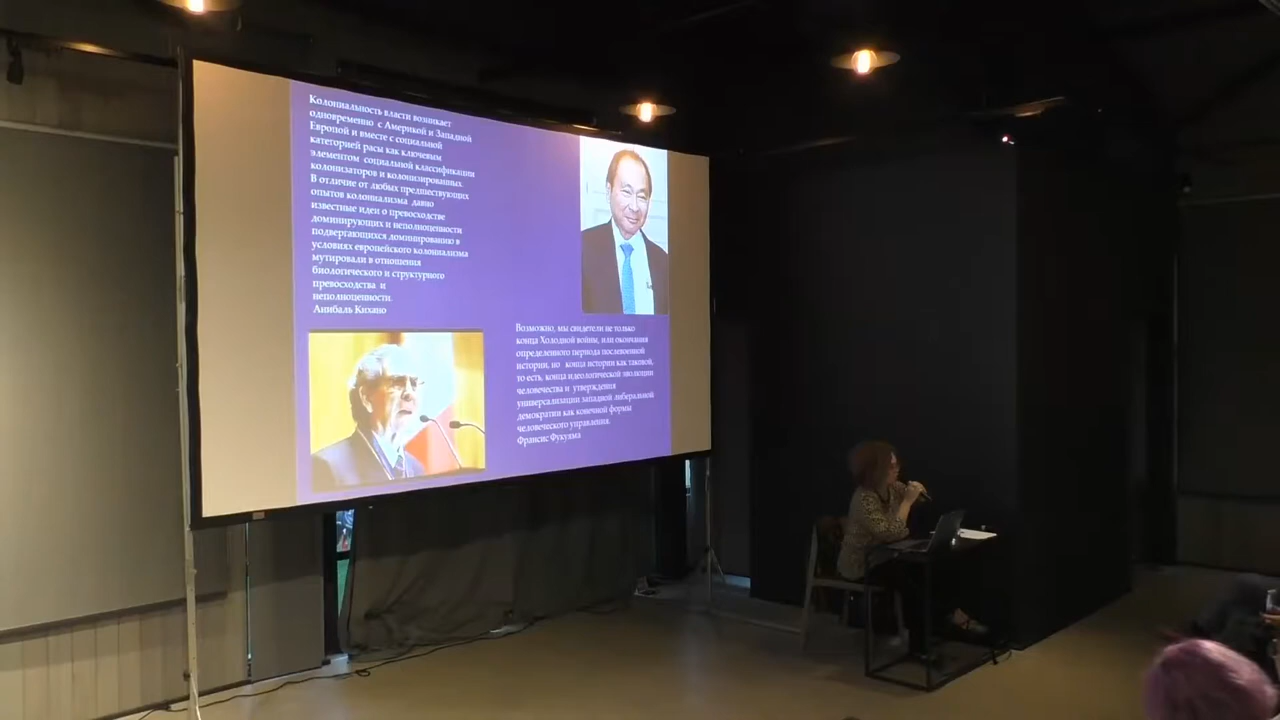 Колониальность власти возникает
одновременно с Америкой и Западной
Европой и вместе с социальной
категорией расы как ключевым
элементом социальной классификации
колонизаторов и колонизированных.
В отличие от любых предшествующих
опытов колониализма давно
известные идеи о превосходстве
доминирующих и неполноценности
подвергающихся доминированию в
условиях европейского колониализма
мутировали в отношения
биологического и структурного
превосходства и
неполноценности.
Анибаль Кихано
Возможно, мы свидетели не только
конца Холодной войны, или окончания
определенного периода послевоенной
истории, но конца истории как таковой,
то есть, конца идеологической эволюции
человечества и утверждения
универсализации западной либеральной
демократии как конечной формы
человеческого управления.
Франсис Фукуяма